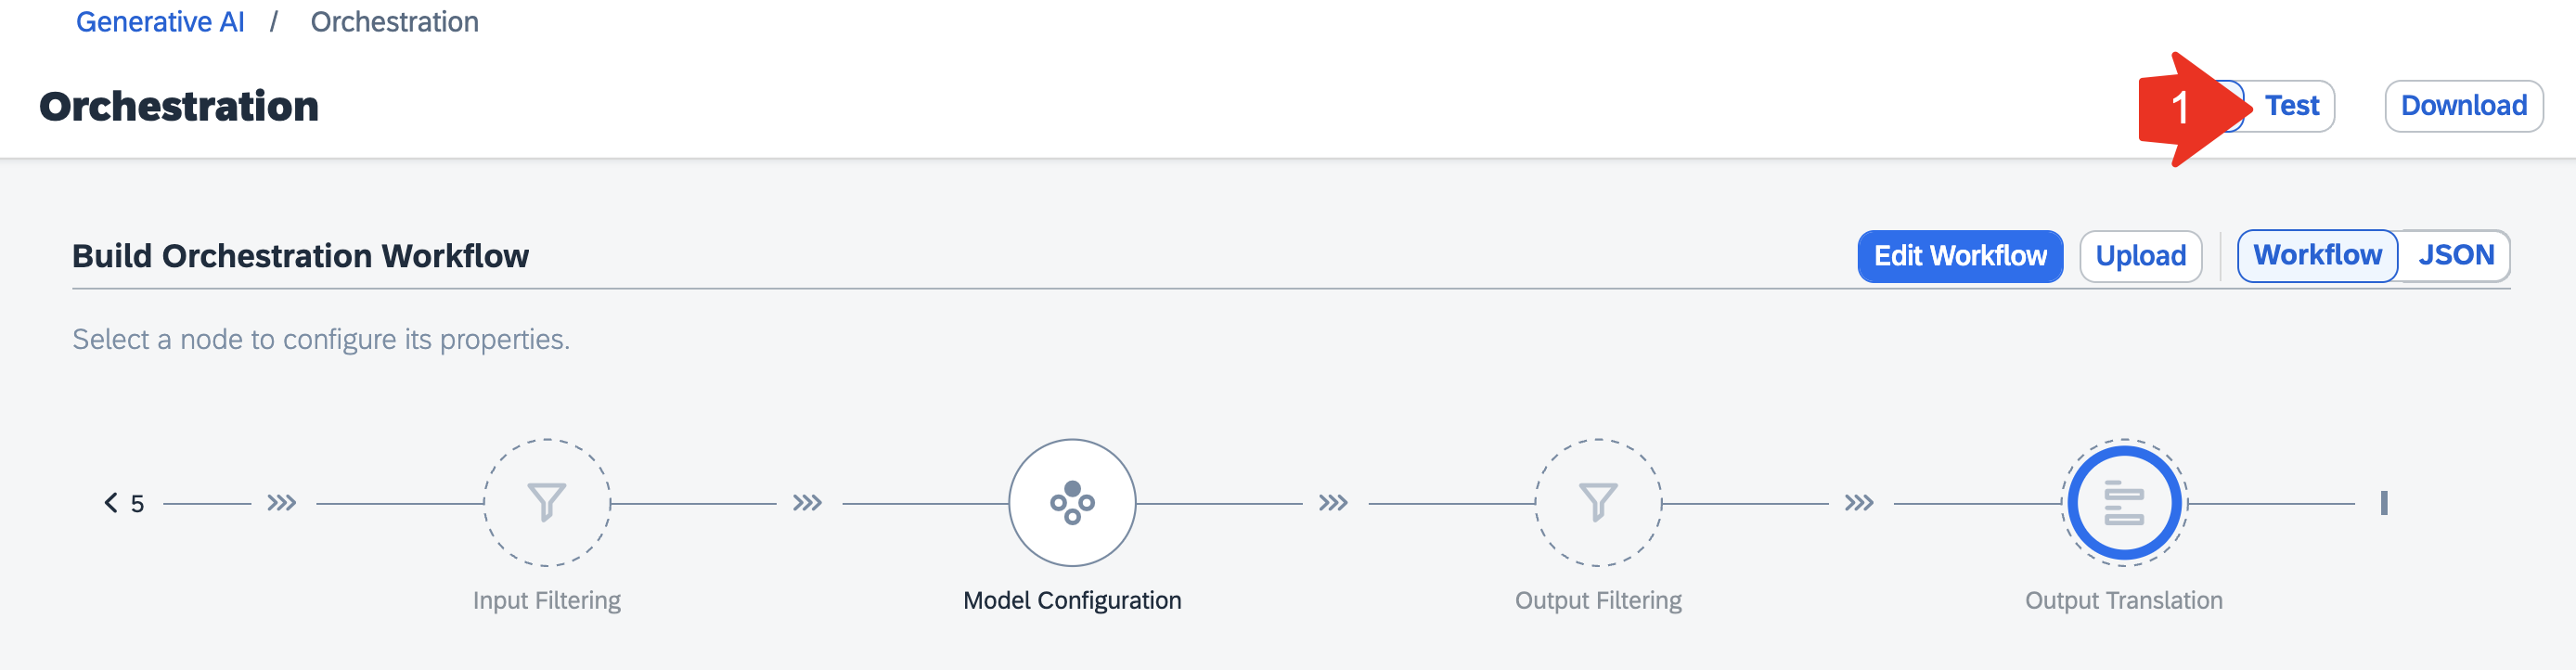 Generative AI / Orchestration
Orchestration
1 Test Download
Build Orchestration Workflow
Edit Workflow Upload Workflow JSON
Select a node to configure its properties.
5
Input Filtering Model Configuration Output Filtering Output Translation